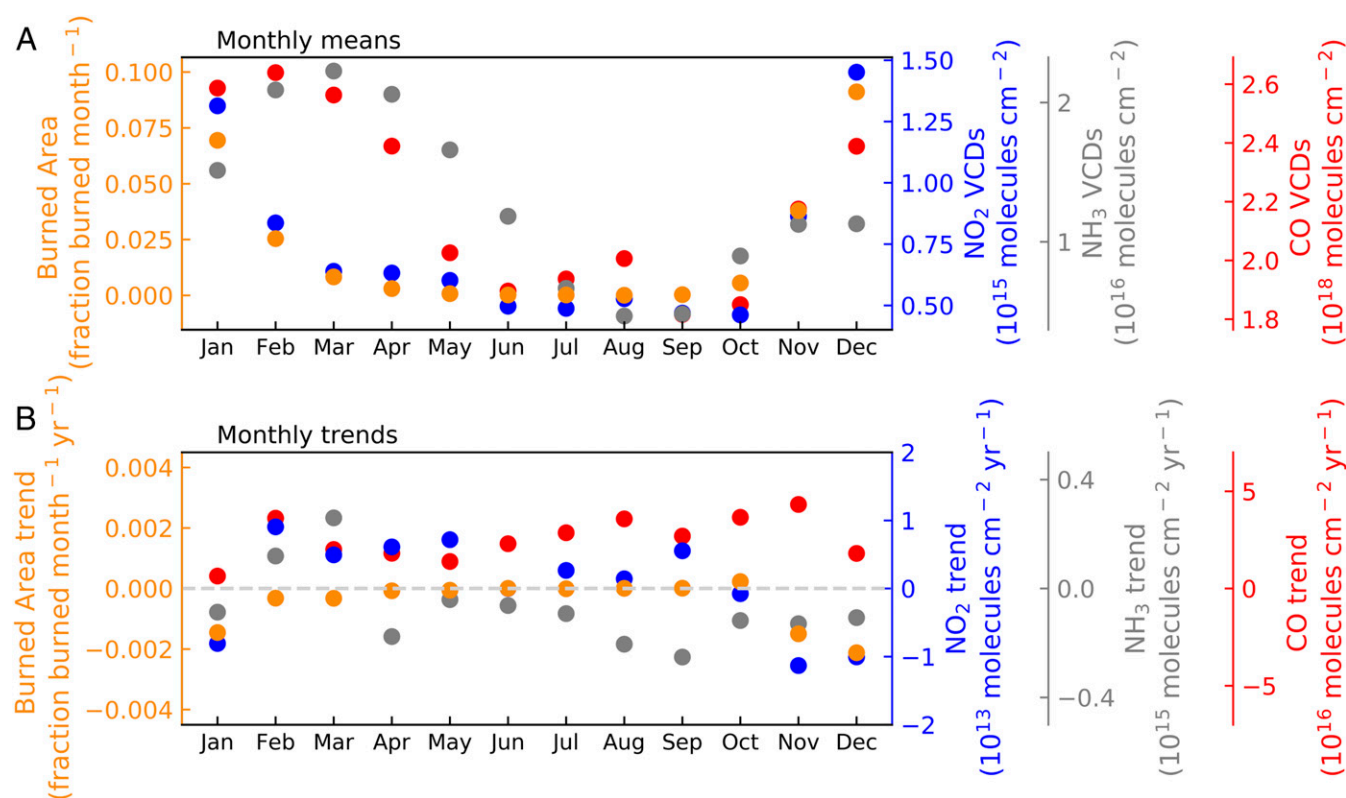 A
Monthly means
Burned Area
(fraction burned month⁻¹)
0.100
0.075
0.050
0.025
0.000
1.50
1.25
1.00
0.75
0.50
NO₂ VCDs
(10¹⁵ molecules cm⁻²)
2
1
NH₃ VCDs
(10¹⁶ molecules cm⁻²)
2.6
2.4
2.2
2.0
1.8
CO VCDs
(10¹⁸ molecules cm⁻²)
Jan Feb Mar Apr May Jun Jul Aug Sep Oct Nov Dec
B
Monthly trends
Burned Area trend
(fraction burned month⁻¹ yr⁻¹)
0.004
0.002
0.000
−0.002
−0.004
2
1
0
−1
−2
NO₂ trend
(10¹³ molecules cm⁻² yr⁻¹)
0.4
0.0
−0.4
NH₃ trend
(10¹⁵ molecules cm⁻² yr⁻¹)
5
0
−5
CO trend
(10¹⁶ molecules cm⁻² yr⁻¹)
Jan Feb Mar Apr May Jun Jul Aug Sep Oct Nov Dec